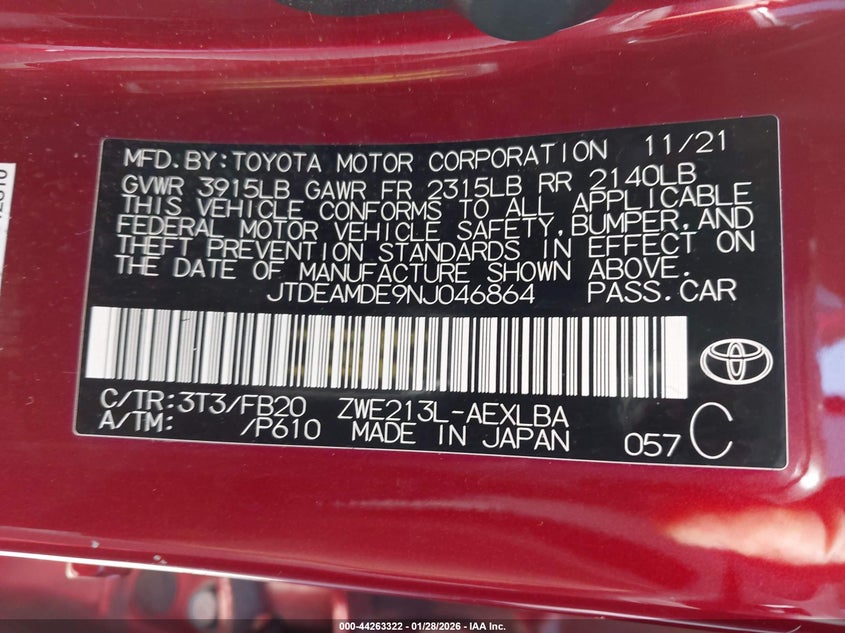 MFD.BY:TOYOTA MOTOR CORPORATION 11/21
GVWR 3915LB GAWR FR 2315LB RR 2140LB
THIS VEHICLE CONFORMS TO ALL APPLICABLE
FEDERAL MOTOR VEHICLE SAFETY,BUMPER,AND
THEFT PREVENTION STANDARDS IN EFFECT ON
THE DATE OF MANUFACTURE SHOWN ABOVE.
JTDEAMDE9NJ046864 PASS.CAR
C/TR:3T3/FB20 ZWE213L-AEXLBA
A/TM: /P610 MADE IN JAPAN 057 C
000-44263322 | 01/28/2026 - IAA Inc.